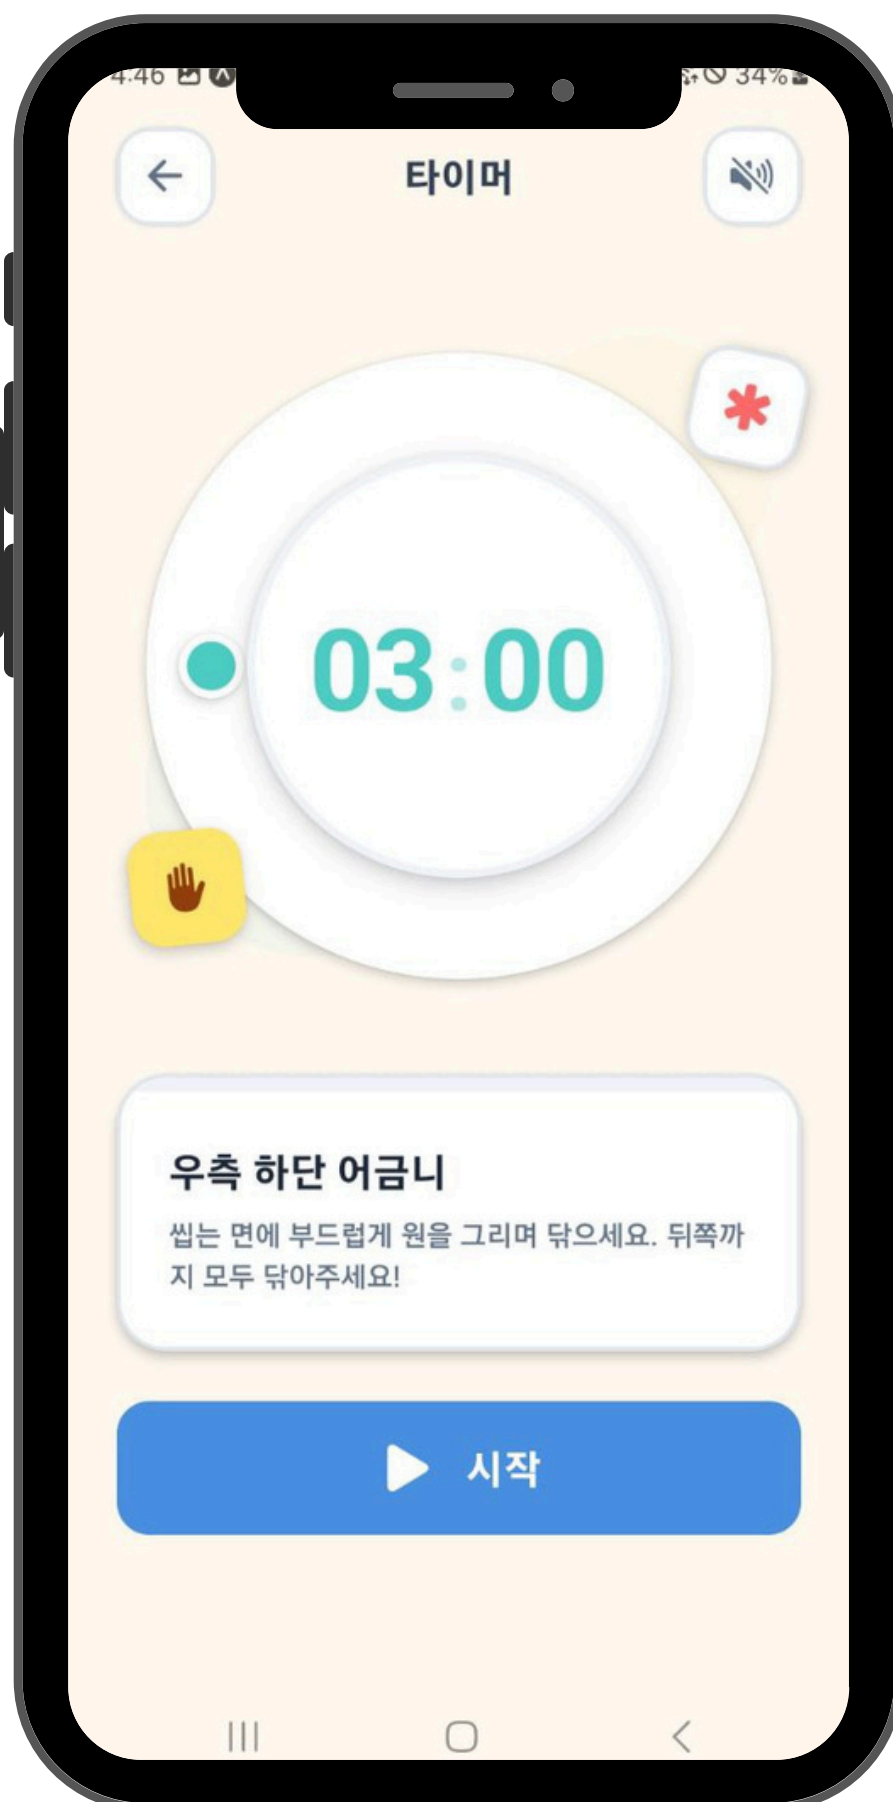 4:46 34%
타이머
03:00
우측 하단 어금니
씹는 면에 부드럽게 원을 그리며 닦으세요. 뒤쪽까
지 모두 닦아주세요!
시작